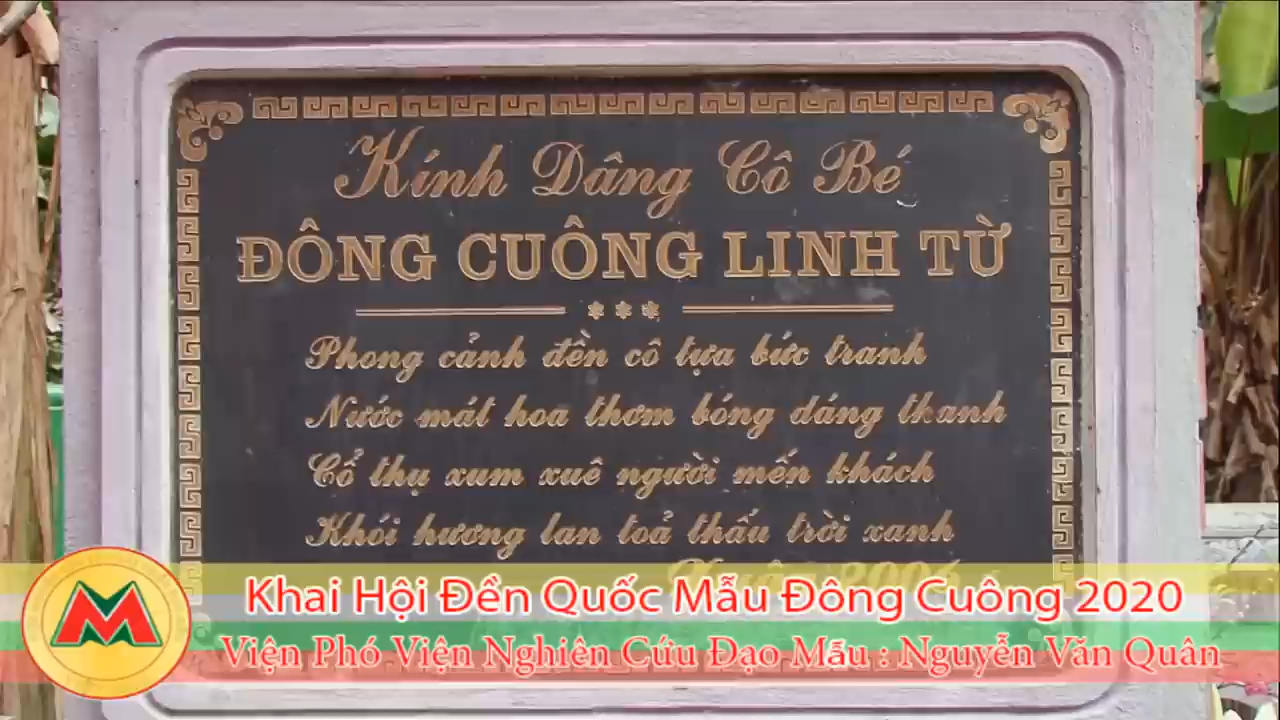 Kính Dâng Cô Bé
ĐÔNG CUÔNG LINH TỪ
Phong cảnh đền cô tựa bức tranh
Nước mát hoa thơm bóng dáng thanh
Cổ thụ xum xuê người mến khách
Khói hương lan toả thấu trời xanh
2006
Khai Hội Đền Quốc Mẫu Đông Cuông 2020
Viện Phó Viện Nghiên Cứu Đạo Mẫu : Nguyễn Văn Quân
M